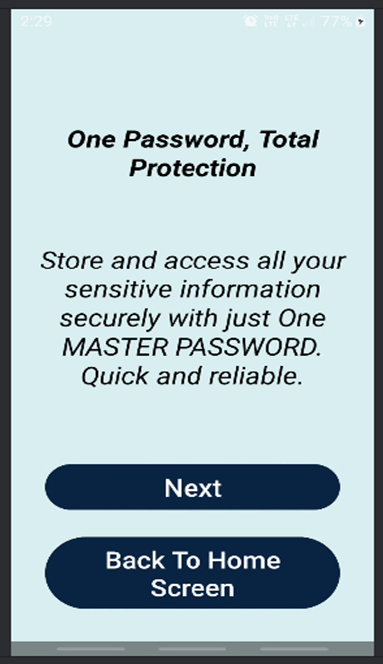 2:29
77%
One Password, Total
Protection
Store and access all your
sensitive information
securely with just One
MASTER PASSWORD.
Quick and reliable.
Next
Back To Home
Screen